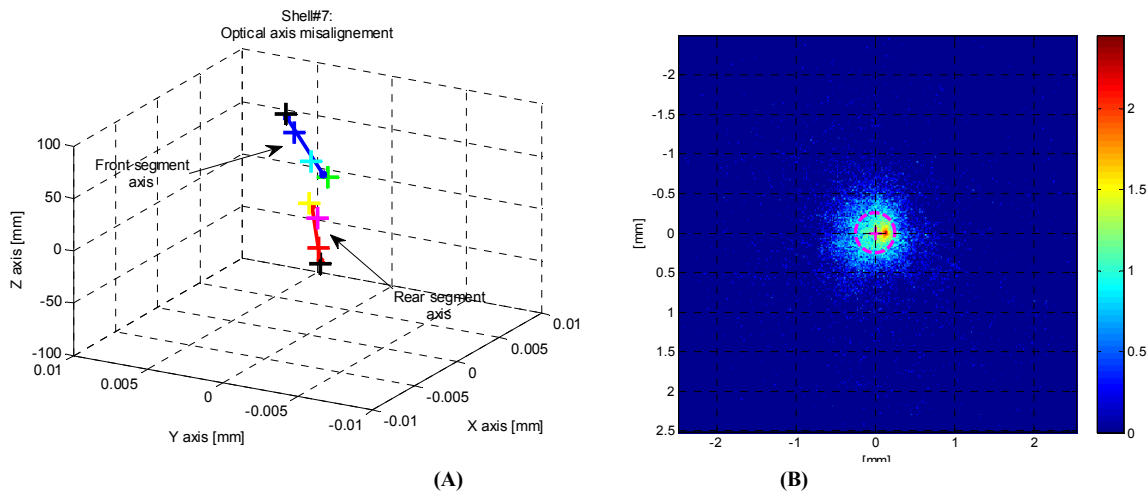 Shell#7:
Optical axis misalignement
Front segment
axis
Rear segment
axis
100
50
0
-50
-100
Z axis [mm]
0.01
0.005
0
-0.005
-0.01
Y axis [mm]
-0.01
-0.005
0
0.005
0.01
X axis [mm]
(A)
-2
-1.5
-1
-0.5
0
0.5
1
1.5
2
2.5
[mm]
-2
-1
0
1
2
[mm]
2
1.5
1
0.5
0
(B)